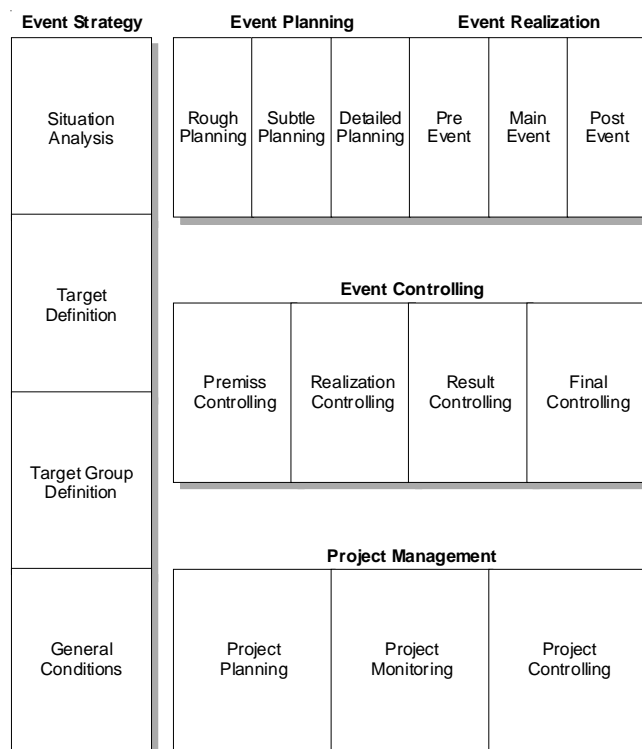 Event Strategy
Situation
Analysis
Target
Definition
Target Group
Definition
General
Conditions
Event Planning
Rough
Planning
Subtle
Planning
Detailed
Planning
Event Realization
Pre
Event
Main
Event
Post
Event
Event Controlling
Premiss
Controlling
Realization
Controlling
Result
Controlling
Final
Controlling
Project Management
Project
Planning
Project
Monitoring
Project
Controlling